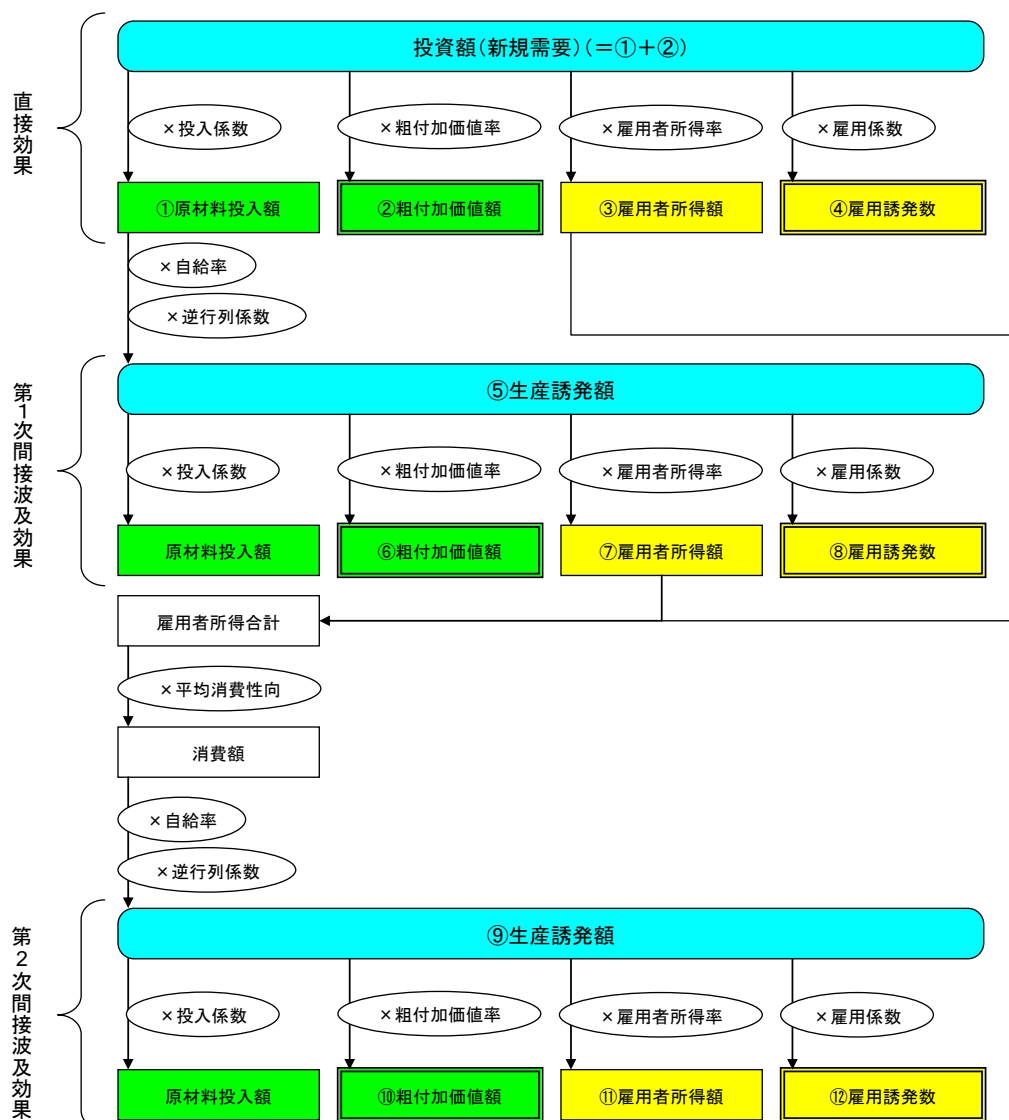 直接効果
投資額(新規需要)(＝①＋②)
×投入係数
×粗付加価値率
×雇用者所得率
×雇用係数
①原材料投入額
②粗付加価値額
③雇用者所得額
④雇用誘発数
×自給率
×逆行列係数
第1次間接波及効果
⑤生産誘発額
×投入係数
×粗付加価値率
×雇用者所得率
×雇用係数
原材料投入額
⑥粗付加価値額
⑦雇用者所得額
⑧雇用誘発数
雇用者所得合計
×平均消費性向
消費額
×自給率
×逆行列係数
第2次間接波及効果
⑨生産誘発額
×投入係数
×粗付加価値率
×雇用者所得率
×雇用係数
原材料投入額
⑩粗付加価値額
⑪雇用者所得額
⑫雇用誘発数